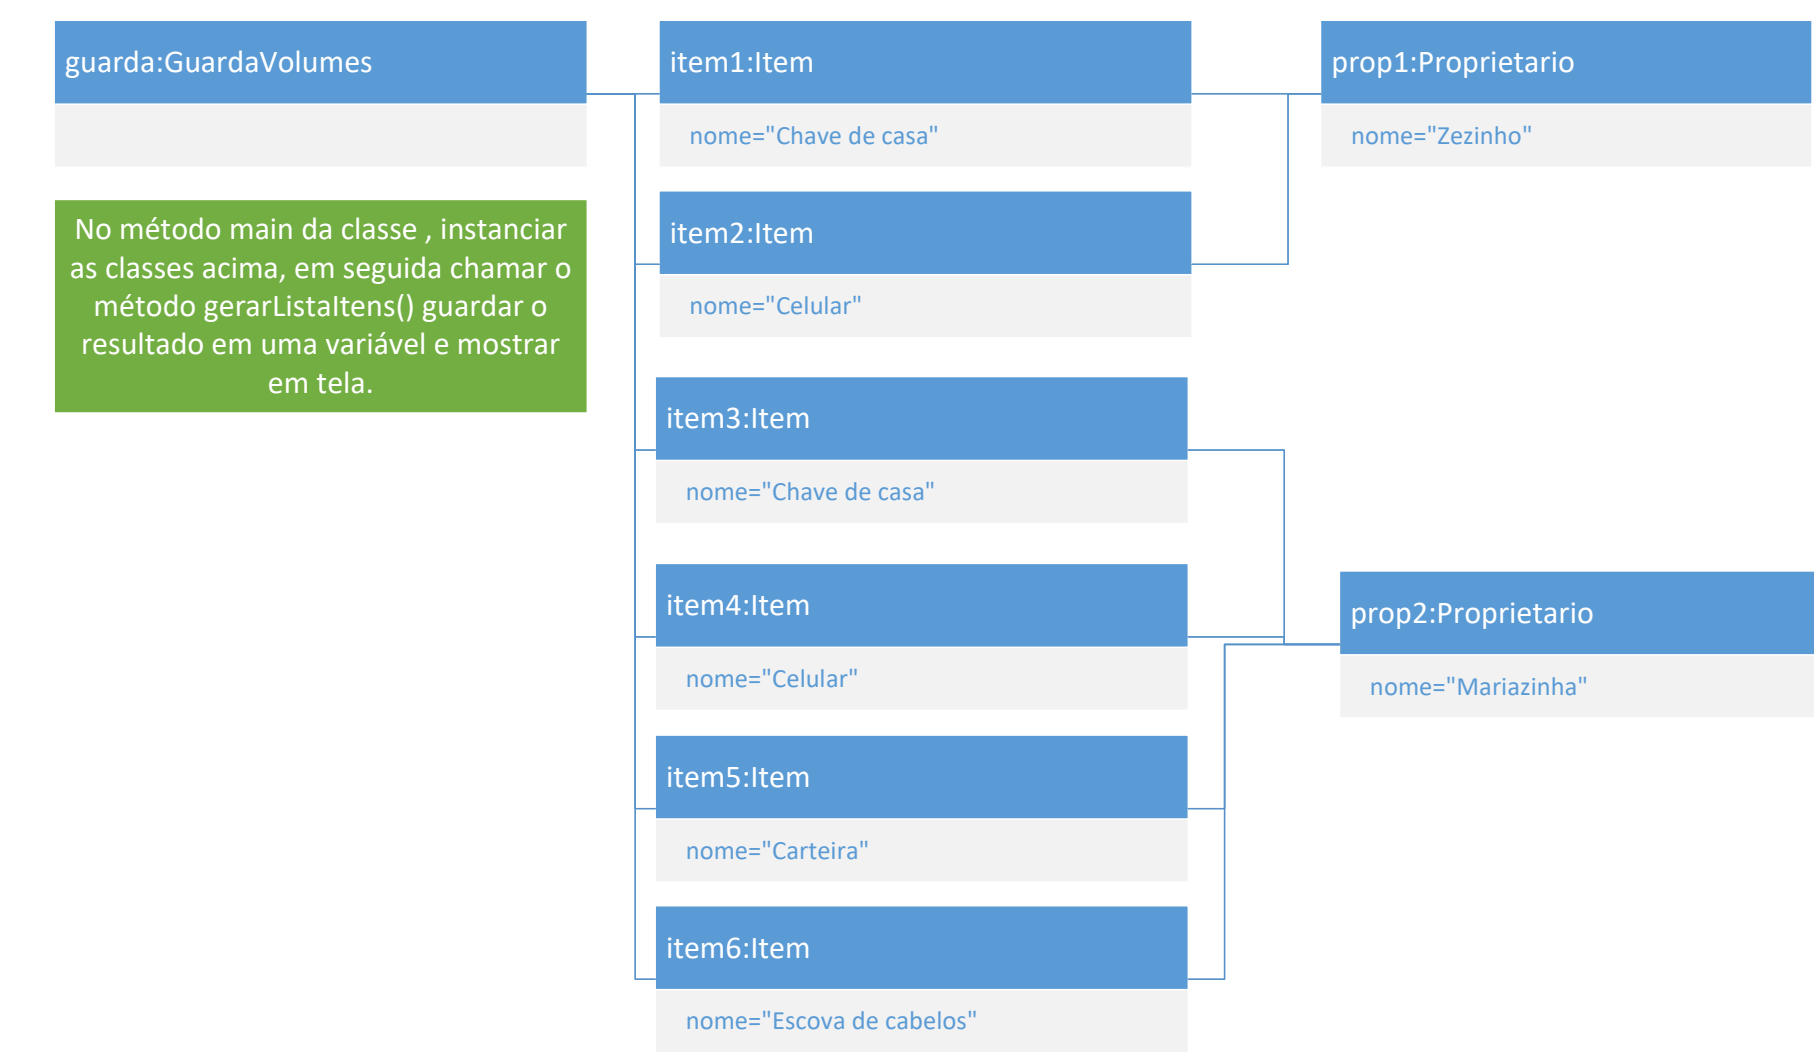 guarda:GuardaVolumes
No método main da classe , instanciar
as classes acima, em seguida chamar o
método gerarListaItens() guardar o
resultado em uma variável e mostrar
em tela.
item1:Item
nome="Chave de casa"
item2:Item
nome="Celular"
item3:Item
nome="Chave de casa"
item4:Item
nome="Celular"
item5:Item
nome="Carteira"
item6:Item
nome="Escova de cabelos"
prop1:Proprietario
nome="Zezinho"
prop2:Proprietario
nome="Mariazinha"